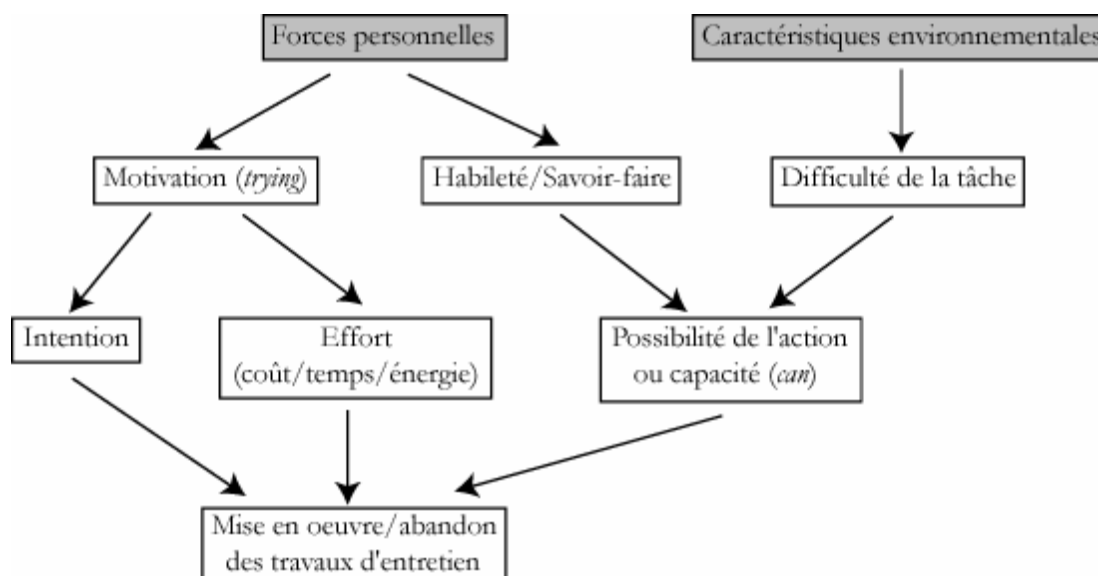 Forces personnelles
Caractéristiques environnementales
Motivation (trying)
Habileté/Savoir-faire
Difficulté de la tâche
Intention
Effort
(coût/temps/énergie)
Possibilité de l'action
ou capacité (can)
Mise en oeuvre/abandon
des travaux d'entretien